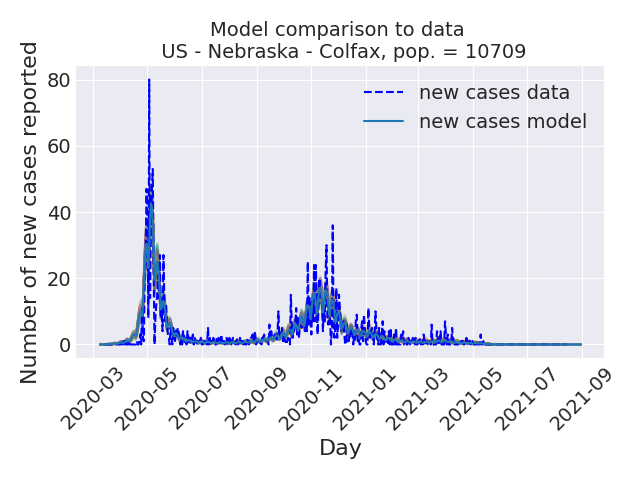 Model comparison to data
US - Nebraska - Colfax, pop. = 10709
Number of new cases reported
80
60
40
20
0
new cases data
new cases model
2020-03
2020-05
2020-07
2020-09
2020-11
2021-01
2021-03
2021-05
2021-07
2021-09
Day